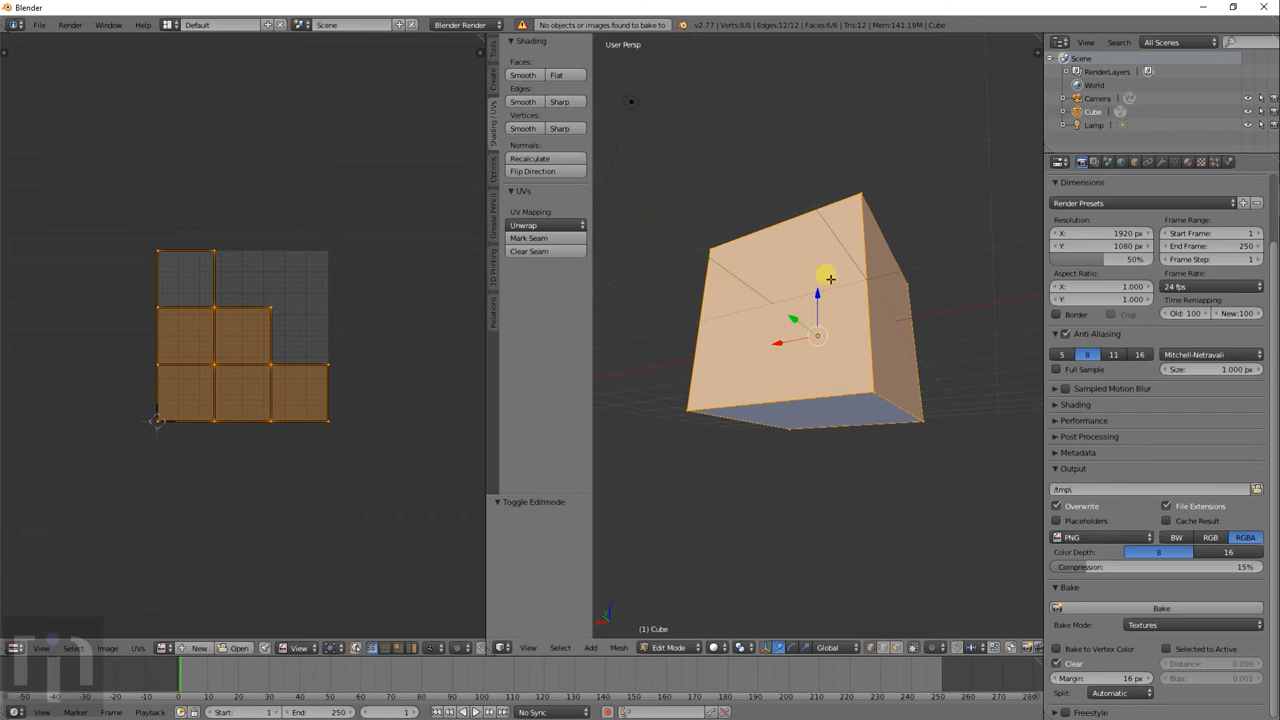 Blender
File Render Window Help Default Scene Blender Render No objects or images found to bake to v2.77 | Verts:8/8 | Edges:12/12 | Faces:6/6 | Tris:12 | Mem:141.19M | Cube
View Search All Scenes
Scene
RenderLayers
World
Camera
Cube
Lamp
Tools
Create
Shading / UVs
Options
Grease Pencil
3D Printing
Relations
Shading
Faces:
Smooth Flat
Edges:
Smooth Sharp
Vertices:
Smooth Sharp
Normals:
Recalculate
Flip Direction
UVs
UV Mapping:
Unwrap
Mark Seam
Clear Seam
Toggle Editmode
User Persp
(1) Cube
Dimensions
Render Presets
Resolution: Frame Range:
X: 1920 px Start Frame: 1
Y: 1080 px End Frame: 250
50% Frame Step: 1
Aspect Ratio: Frame Rate:
X: 1.000 24 fps
Y: 1.000 Time Remapping:
Border Crop Old: 100 New:100
Anti-Aliasing
5 8 11 16 Mitchell-Netravali
Full Sample Size: 1.000 px
Sampled Motion Blur
Shading
Performance
Post Processing
Metadata
Output
/tmp\
Overwrite File Extensions
Placeholders Cache Result
PNG BW RGB RGBA
Color Depth: 8 16
Compression: 15%
Bake
Bake
Bake Mode: Textures
Bake to Vertex Color Selected to Active
Clear Distance: 0.000
Margin: 16 px Bias: 0.001
Split: Automatic
Freestyle
View Select Image UVs New Open View
View Select Add Mesh Edit Mode Global
-50 -40 -30 -20 -10 0 10 20 30 40 50 60 70 80 90 100 110 120 130 140 150 160 170 180 190 200 210 220 230 240 250 260 270 280
View Marker Frame Playback Start: 1 End: 250 1 No Sync